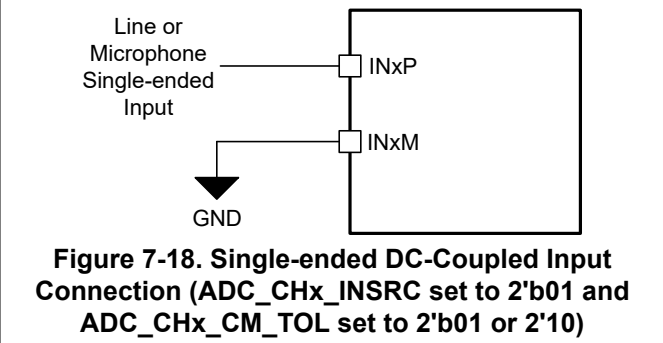 Line or
Microphone
Single-ended
Input
INxP
INxM
GND
Figure 7-18. Single-ended DC-Coupled Input
Connection (ADC_CHx_INSRC set to 2'b01 and
ADC_CHx_CM_TOL set to 2'b01 or 2'10)